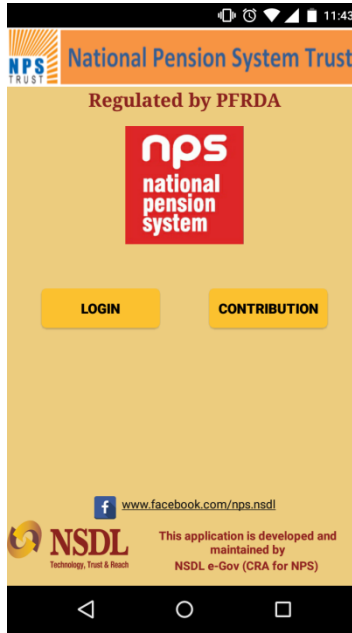 11:43
NPS
TRUST
National Pension System Trust
Regulated by PFRDA
nps
national
pension
system
LOGIN
CONTRIBUTION
f
www.facebook.com/nps.nsdl
NSDL
Technology, Trust & Reach
This application is developed and
maintained by
NSDL e-Gov (CRA for NPS)